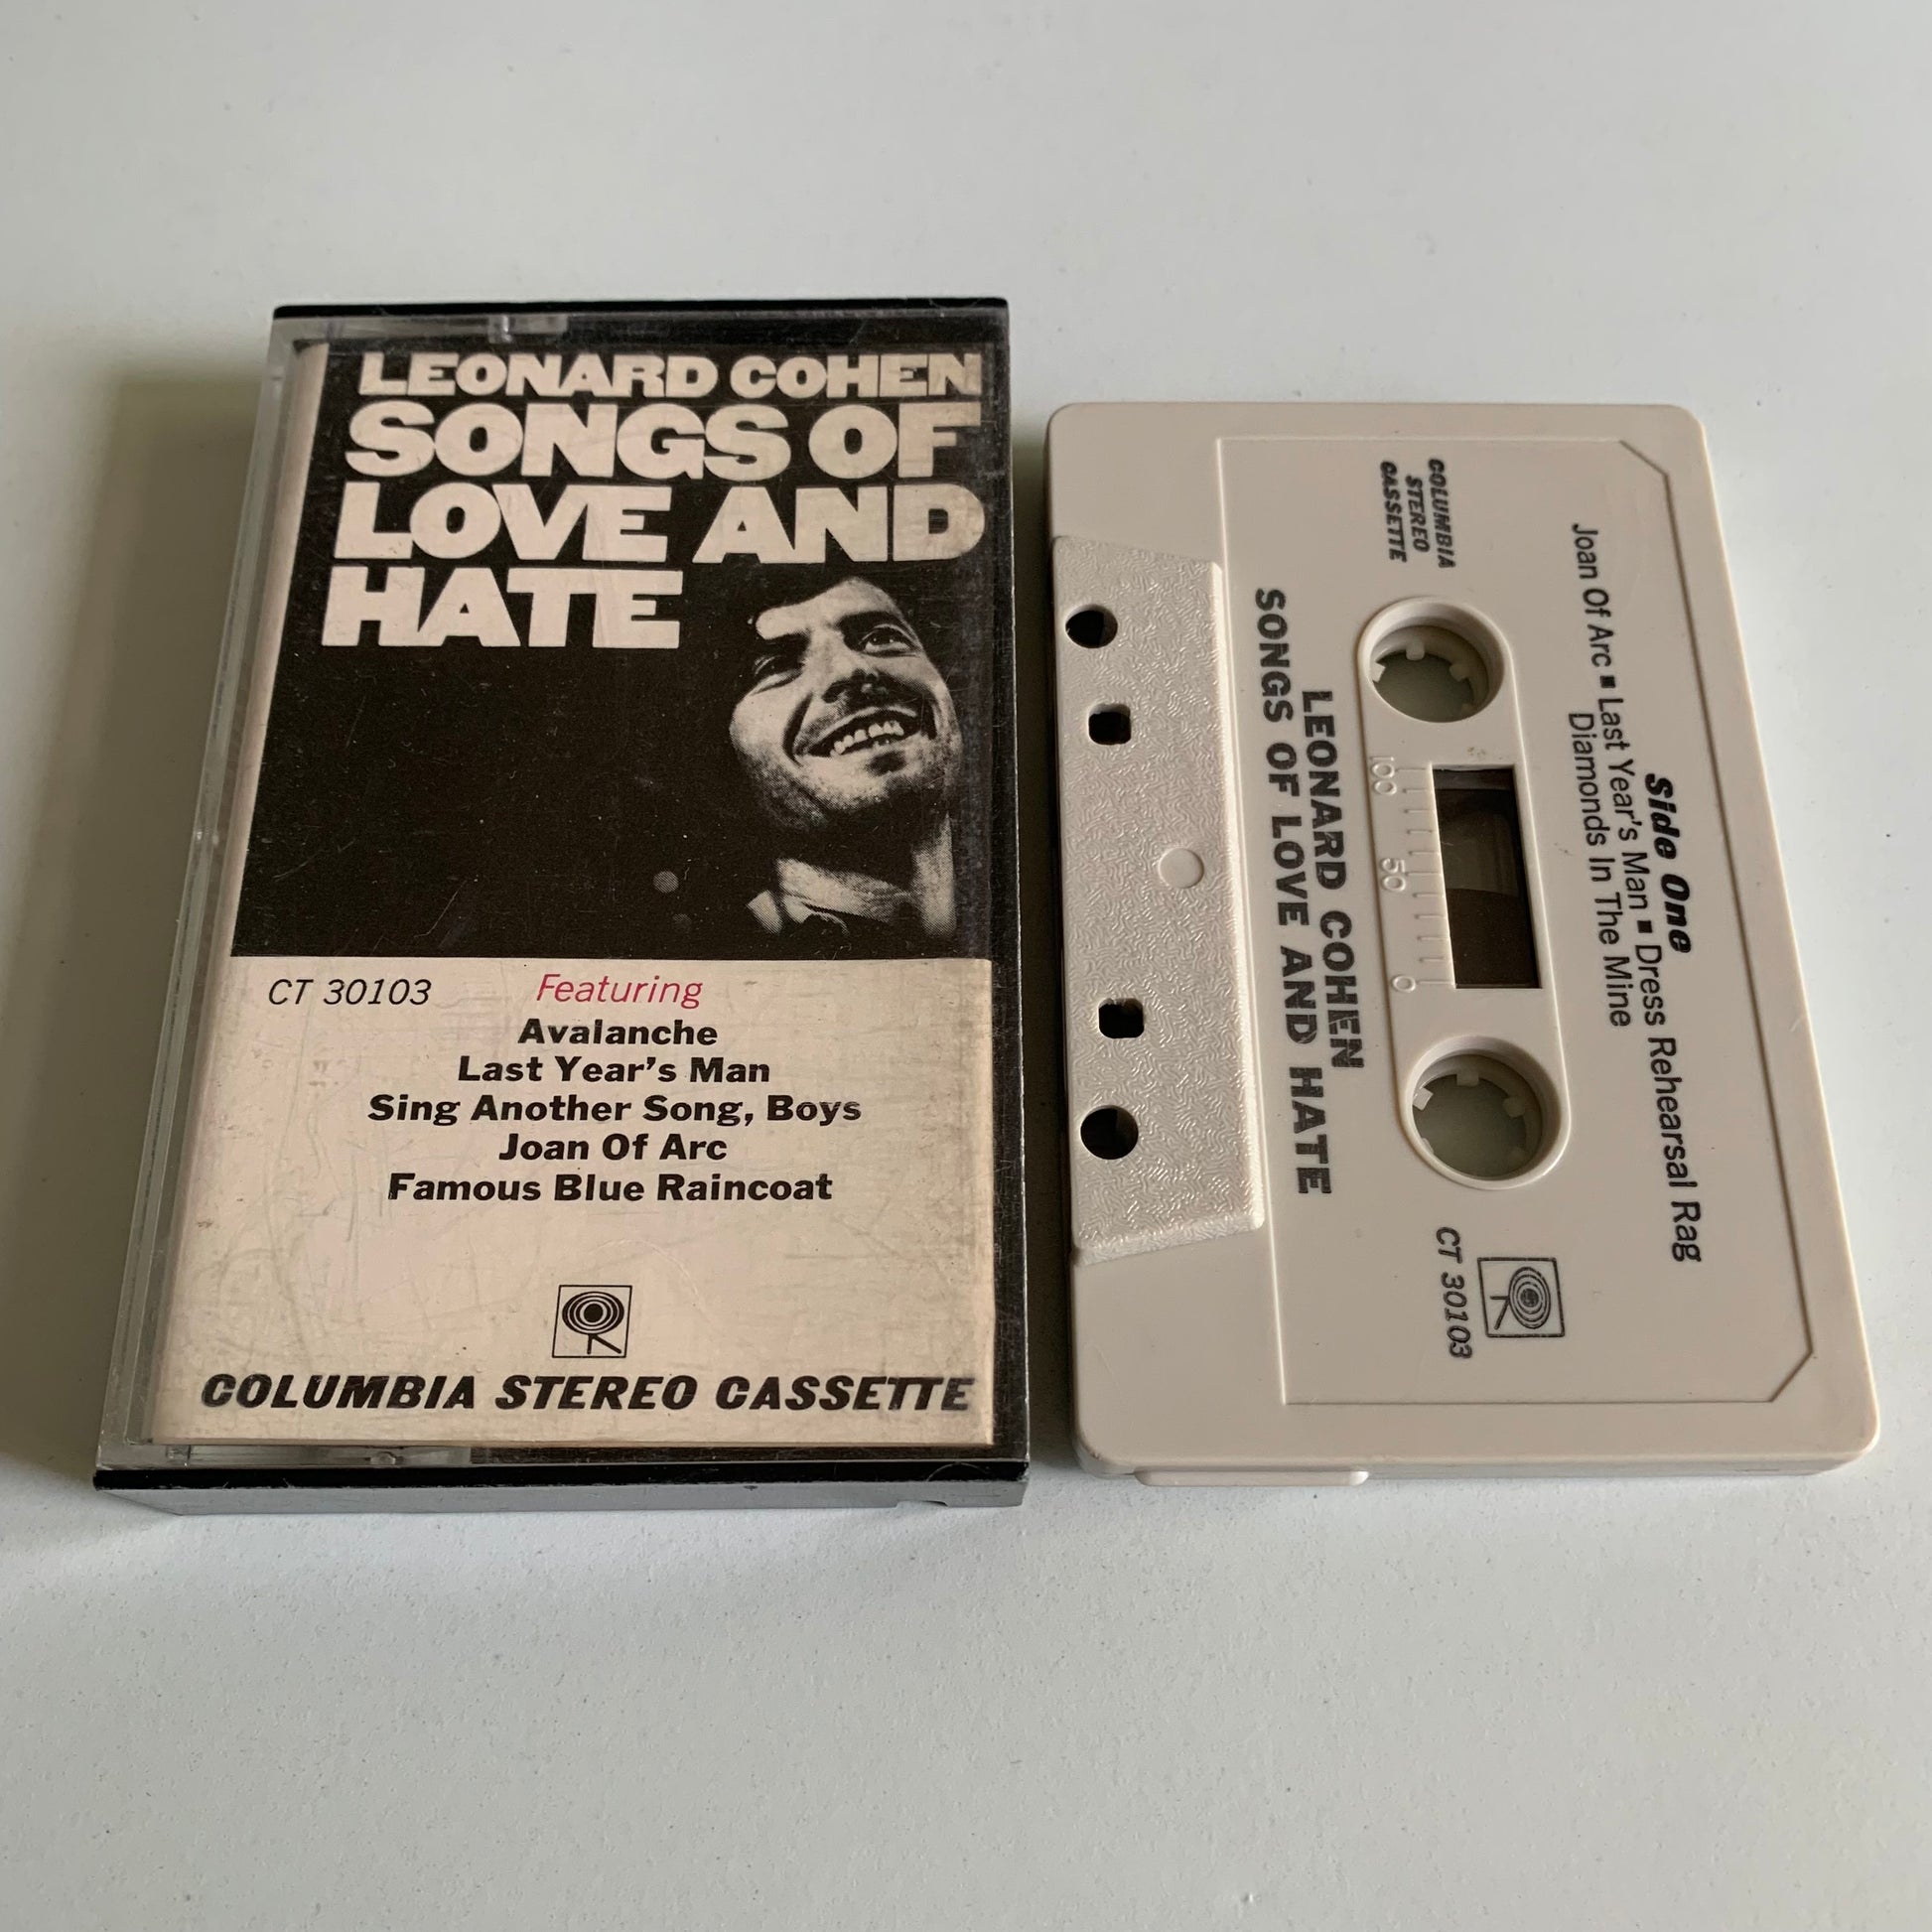 LEONARD COHEN
SONGS OF
LOVE AND
HATE
CT 30103
Featuring
Avalanche
Last Year's Man
Sing Another Song, Boys
Joan Of Arc
Famous Blue Raincoat
COLUMBIA STEREO CASSETTE
Side One
Joan Of Arc ▪ Last Year's Man ▪ Dress Rehearsal Rag
Diamonds In The Mine
COLUMBIA
STEREO
CASSETTE
100 50 0
CT 30103
LEONARD COHEN
SONGS OF LOVE AND HATE